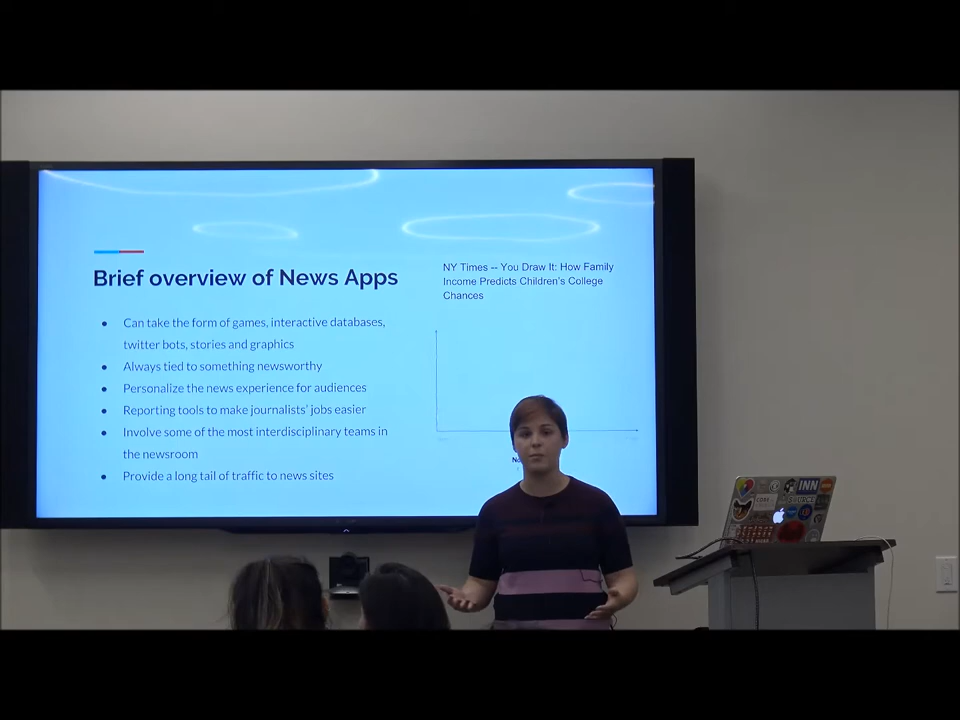 Brief overview of News Apps
Can take the form of games, interactive databases,
twitter bots, stories and graphics
Always tied to something newsworthy
Personalize the news experience for audiences
Reporting tools to make journalists' jobs easier
Involve some of the most interdisciplinary teams in
the newsroom
Provide a long tail of traffic to news sites
NY Times -- You Draw It: How Family
Income Predicts Children's College
Chances
INN
SOURCE